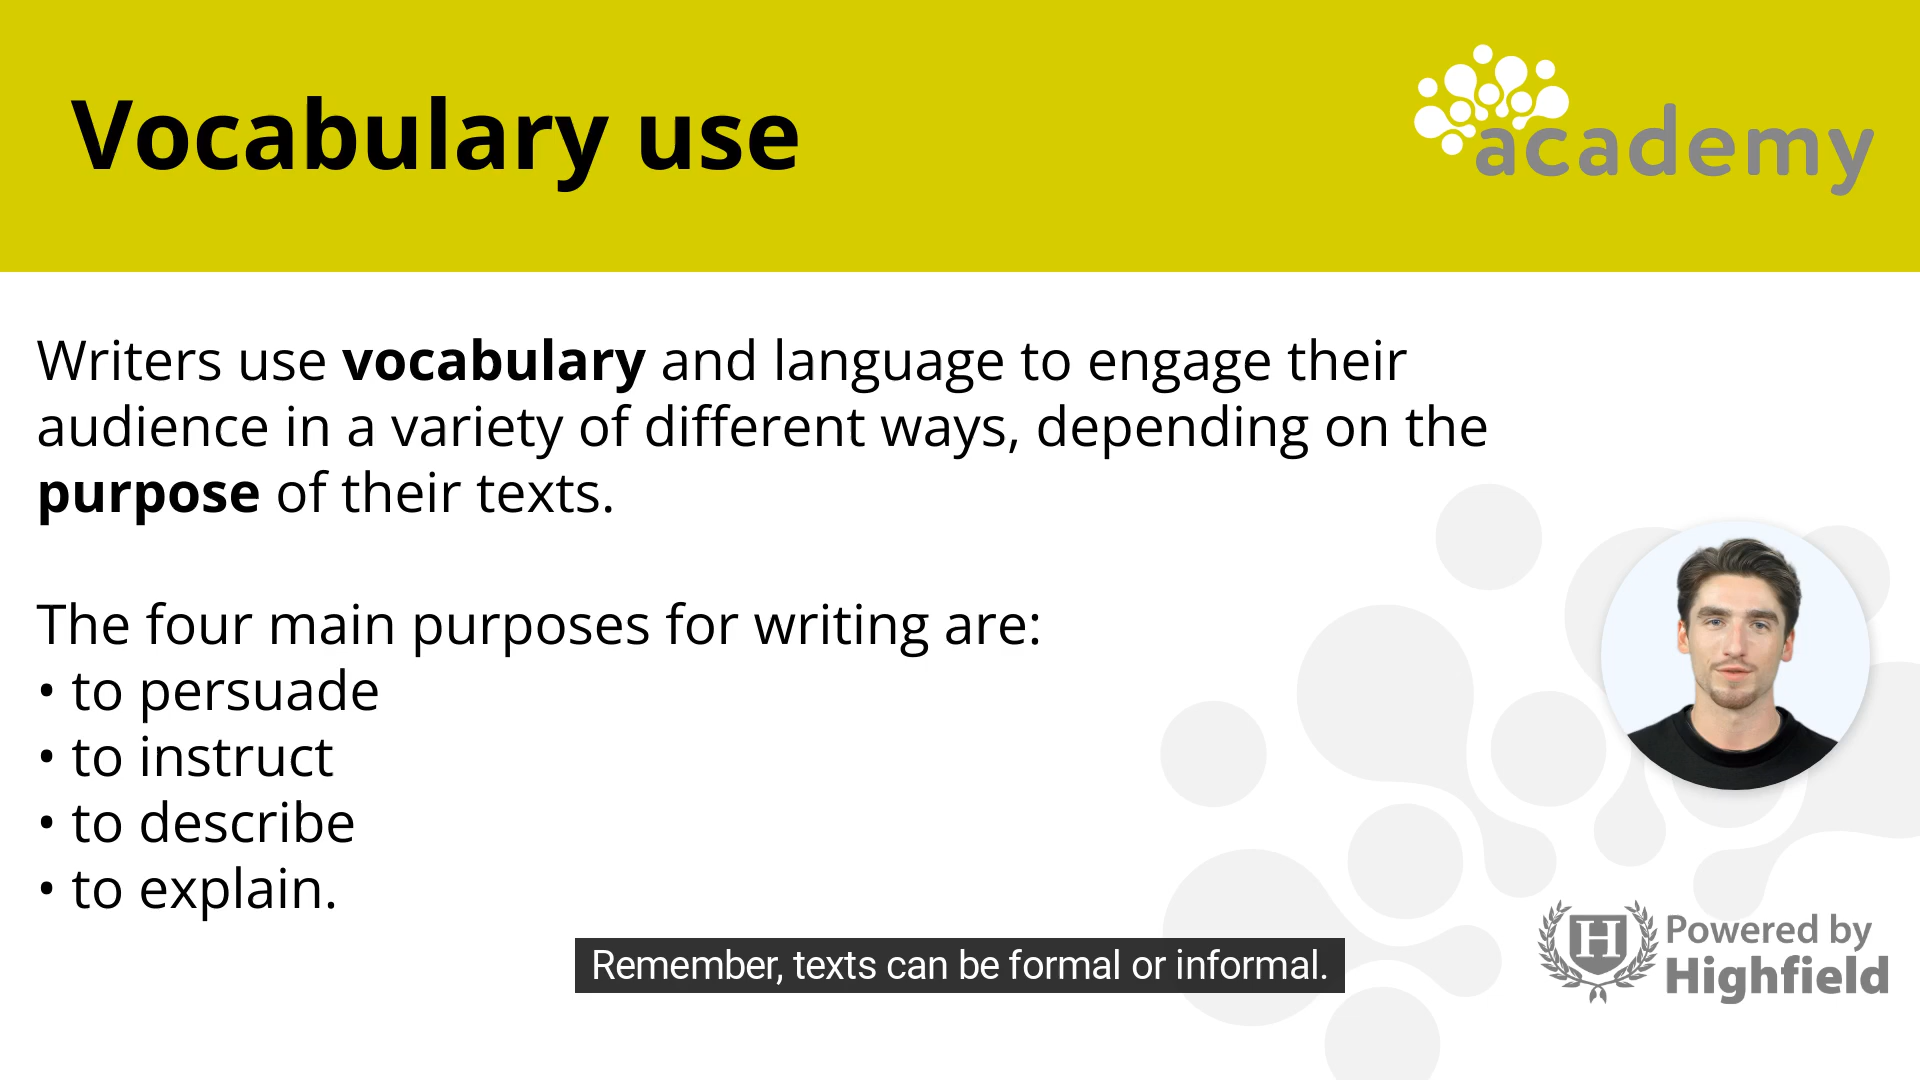 Vocabulary use
academy
Writers use vocabulary and language to engage their
audience in a variety of different ways, depending on the
purpose of their texts.
The four main purposes for writing are:
• to persuade
• to instruct
• to describe
• to explain.
Remember, texts can be formal or informal.
H
Powered by
Highfield